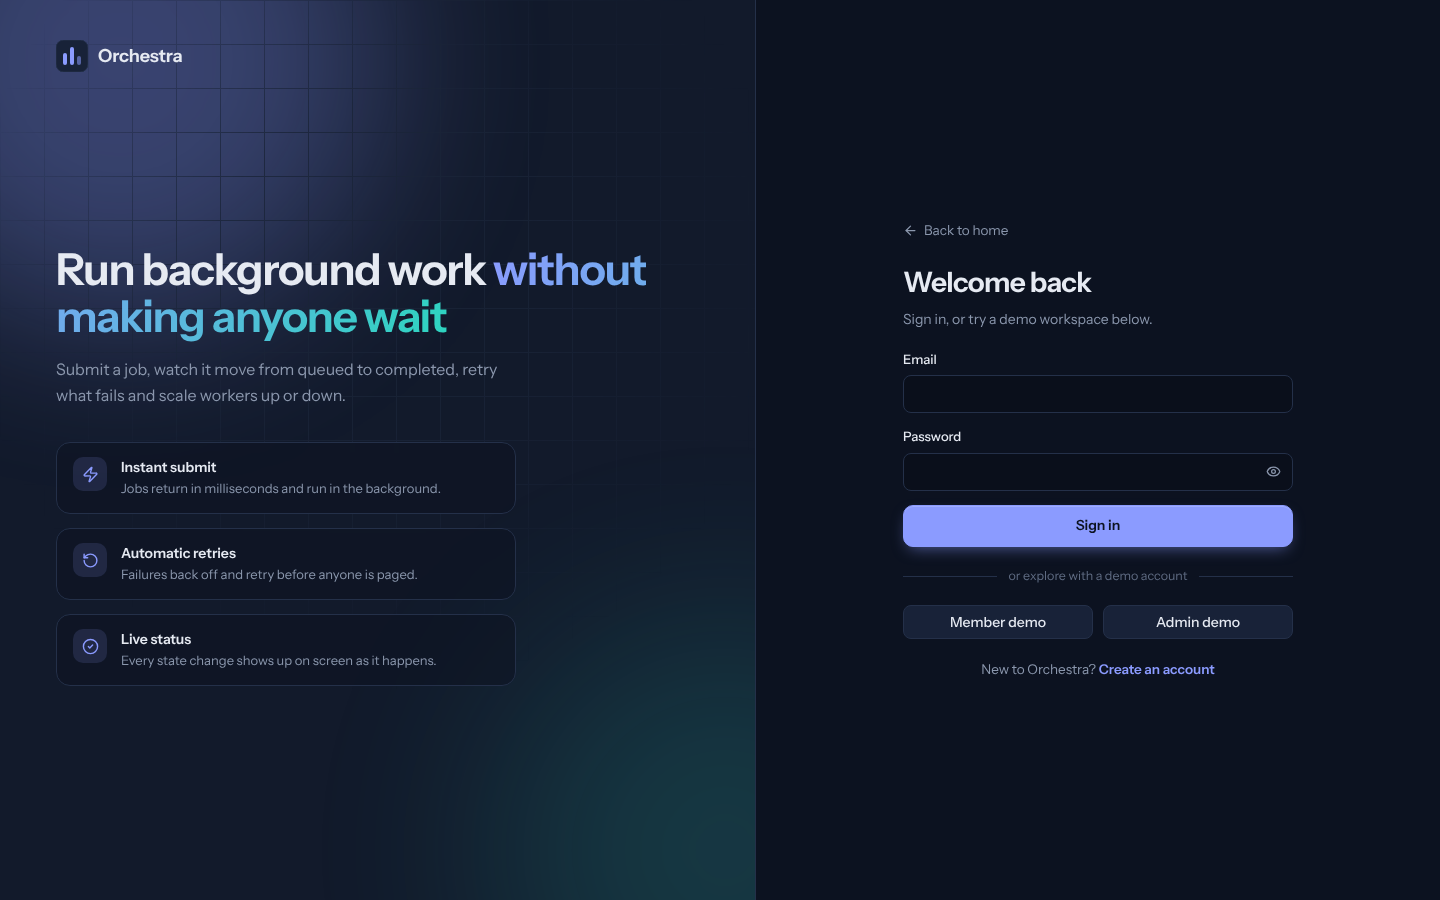 Orchestra
Run background work without
making anyone wait
Submit a job, watch it move from queued to completed, retry
what fails and scale workers up or down.
Instant submit
Jobs return in milliseconds and run in the background.
Automatic retries
Failures back off and retry before anyone is paged.
Live status
Every state change shows up on screen as it happens.
Back to home
Welcome back
Sign in, or try a demo workspace below.
Email
Password
Sign in
or explore with a demo account
Member demo
Admin demo
New to Orchestra? Create an account